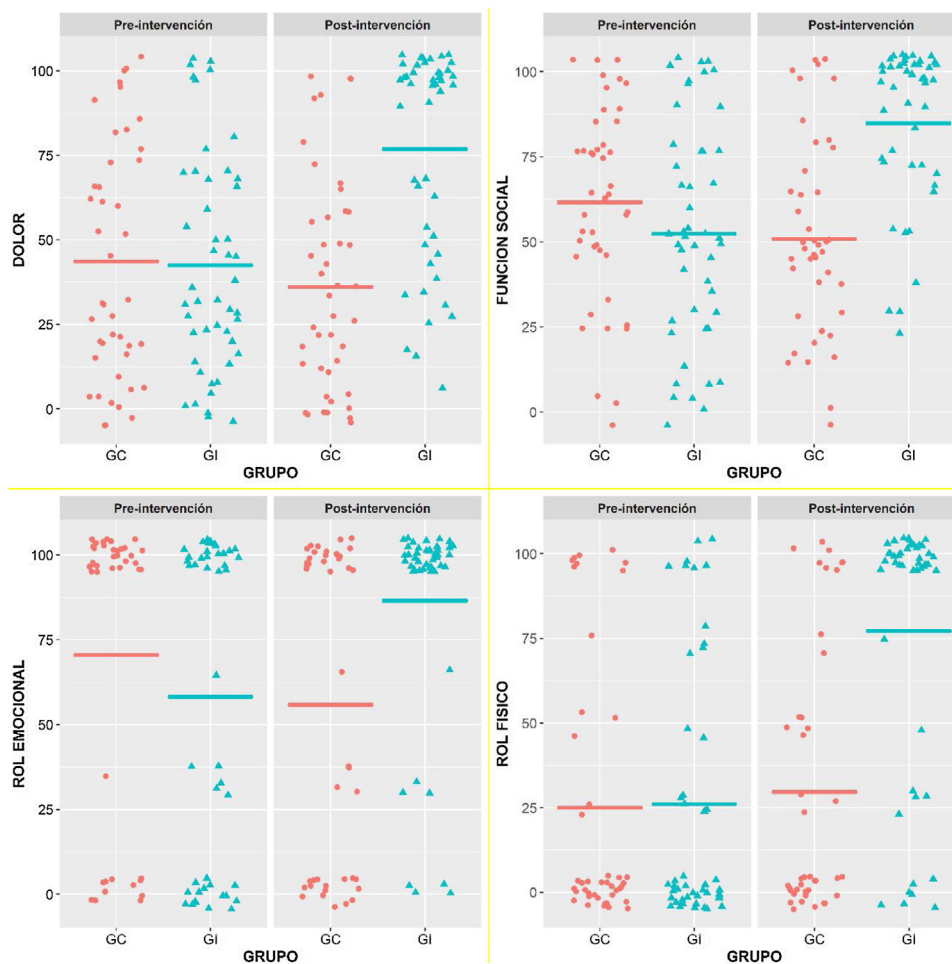 Pre-intervención
Post-intervención
DOLOR
100
75
50
25
0
GC
GI
GC
GI
GRUPO
Pre-intervención
Post-intervención
FUNCION SOCIAL
100
75
50
25
0
GC
GI
GC
GI
GRUPO
Pre-intervención
Post-intervención
ROL EMOCIONAL
100
75
50
25
0
GC
GI
GC
GI
GRUPO
Pre-intervención
Post-intervención
ROL FISICO
100
75
50
25
0
GC
GI
GC
GI
GRUPO